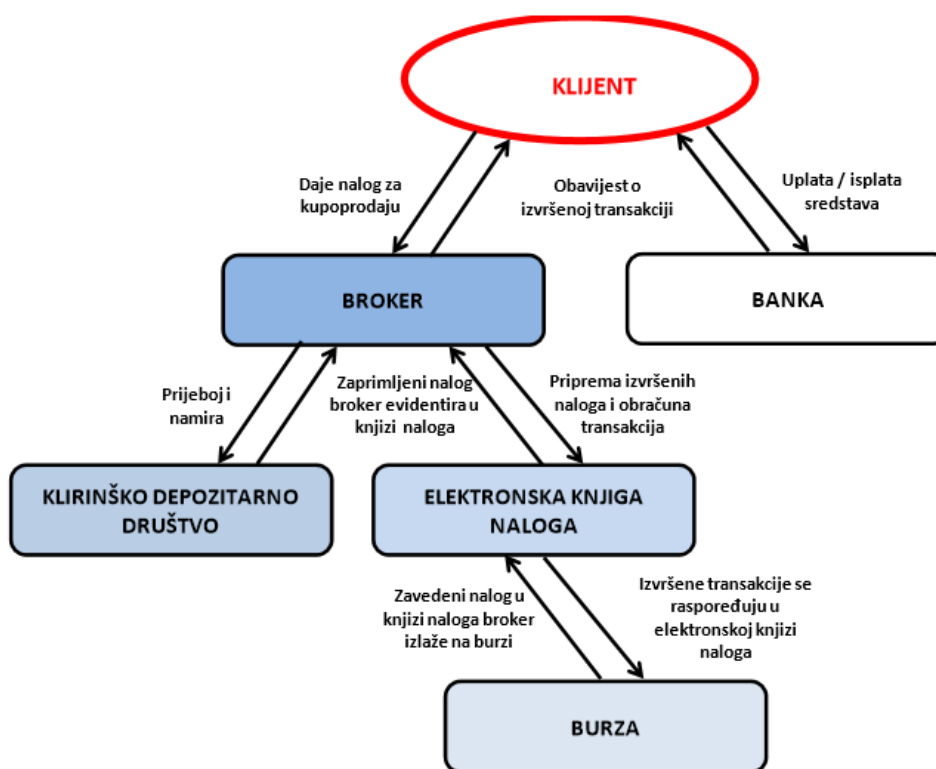 KLIJENT
Daje nalog za
kupoprodaju
Obavijest o
izvršenoj transakciji
Uplata / isplata
sredstava
BROKER
BANKA
Prijeboj i
namira
Zaprimljeni nalog
broker evidentira u
knjizi naloga
Priprema izvršenih
naloga i obračuna
transakcija
KLIRINŠKO DEPOZITARNO
DRUŠTVO
ELEKTRONSKA KNJIGA
NALOGA
Zavedeni nalog u
knjizi naloga broker
izlaže na burzi
Izvršene transakcije se
raspoređuju u
elektronskoj knjizi
naloga
BURZA